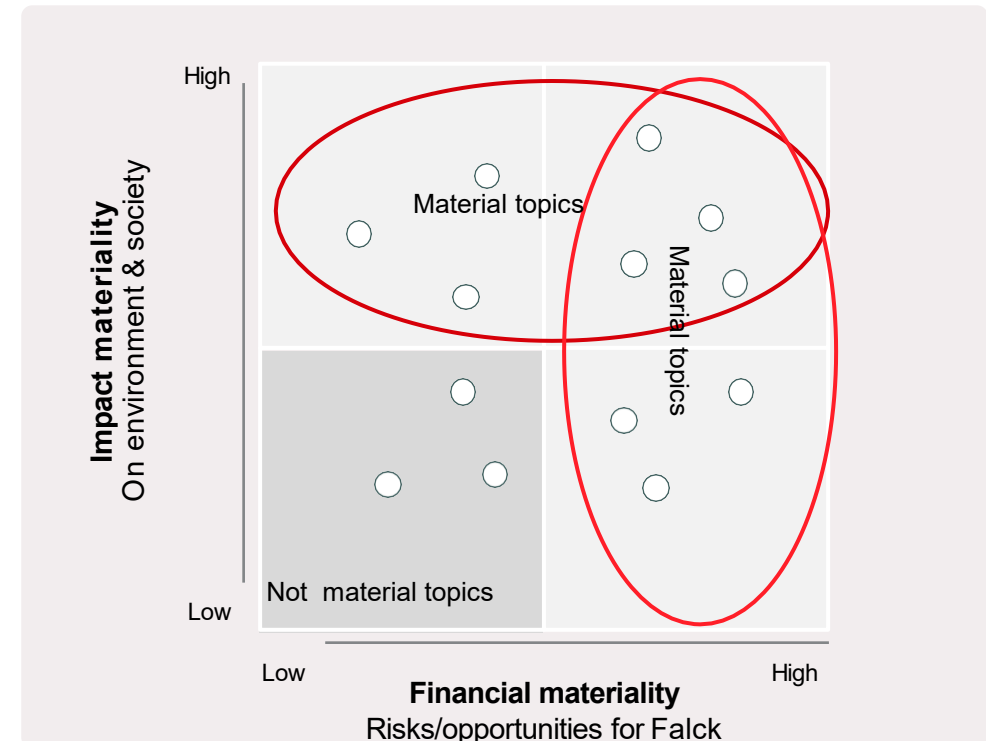 High
Impact materiality
On environment & society
Material topics
Material topics
Not  material topics
Low
Low
High
Financial materiality
Risks/opportunities for Falck